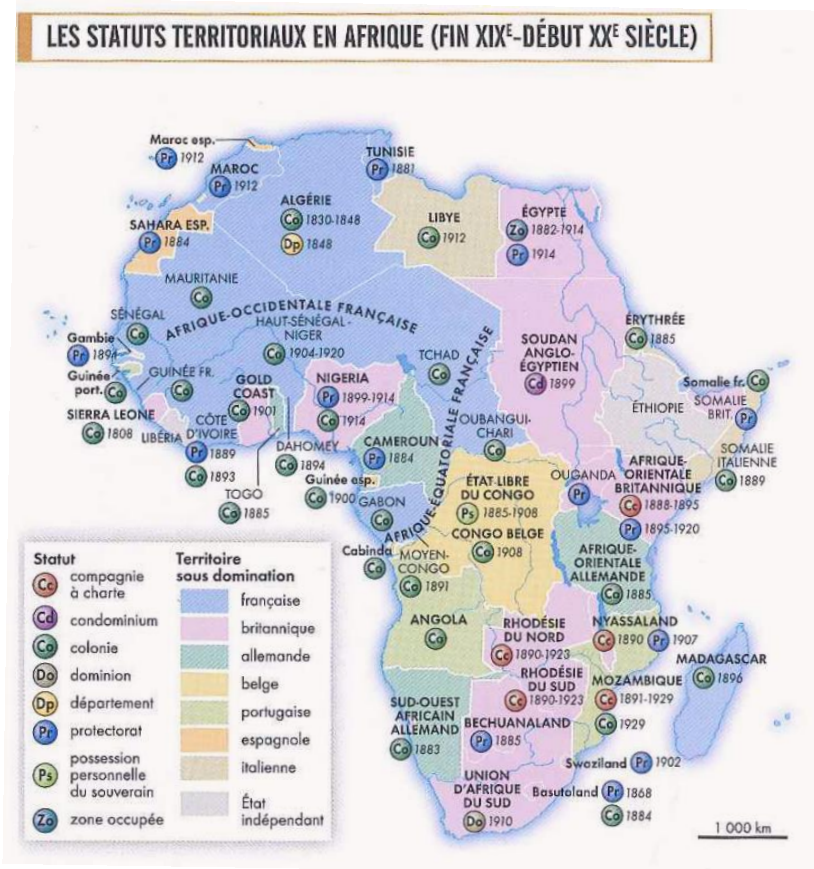 LES STATUTS TERRITORIAUX EN AFRIQUE (FIN XIXE-DÉBUT XXE SIÈCLE)
Maroc esp.
Pr 1912
MAROC
Pr 1912
TUNISIE
Pr 1881
ALGÉRIE
Co 1830-1848
Dp 1848
LIBYE
Co 1912
ÉGYPTE
Zo 1882-1914
Pr 1914
SAHARA ESP.
Pr 1884
MAURITANIE
Co
AFRIQUE-OCCIDENTALE FRANÇAISE
SÉNÉGAL
Co
HAUT-SÉNÉGAL-
NIGER
Co 1904-1920
TCHAD
Co
AFRIQUE-ÉQUATORIALE FRANÇAISE
SOUDAN
ANGLO-
ÉGYPTIEN
Cd 1899
ÉRYTHRÉE
Co 1885
Gambie
Pr 1894
Guinée
port.
Co
GUINÉE FR.
Co
GOLD
COAST
Co 1901
NIGERIA
Pr 1899-1914
Co 1914
Somalie fr.
Co
SOMALIE
BRIT.
Pr
ÉTHIOPIE
SIERRA LEONE
Co 1808
LIBÉRIA
CÔTE
D'IVOIRE
Pr 1889
Co 1893
DAHOMEY
Co 1894
TOGO
Co 1885
CAMEROUN
Pr 1884
OUBANGUI-
CHARI
Co
SOMALIE
ITALIENNE
Co 1889
Guinée esp.
Co 1900
GABON
Co
ÉTAT-LIBRE
DU CONGO
Ps 1885-1908
CONGO BELGE
Co 1908
OUGANDA
Pr
AFRIQUE-
ORIENTALE
BRITANNIQUE
Cc 1888-1895
Pr 1895-1920
Cabinda
Co
MOYEN-
CONGO
Co 1891
AFRIQUE-
ORIENTALE
ALLEMANDE
Co 1885
ANGOLA
Co
RHODÉSIE
DU NORD
Cc 1890-1923
NYASSALAND
Cc 1890 Pr 1907
RHODÉSIE
DU SUD
Cc 1890-1923
MOZAMBIQUE
Cc 1891-1929
Co 1929
MADAGASCAR
Co 1896
SUD-OUEST
AFRICAIN
ALLEMAND
Co 1883
BECHUANALAND
Pr 1885
Swaziland Pr 1902
UNION
D'AFRIQUE
DU SUD
Do 1910
Basutoland Pr 1868
Co 1884
1 000 km
Statut
Cc compagnie
à charte
Cd condominium
Co colonie
Do dominion
Dp département
Pr protectorat
Ps possession
personnelle
du souverain
Zo zone occupée
Territoire
sous domination
française
britannique
allemande
belge
portugaise
espagnole
italienne
État
indépendant